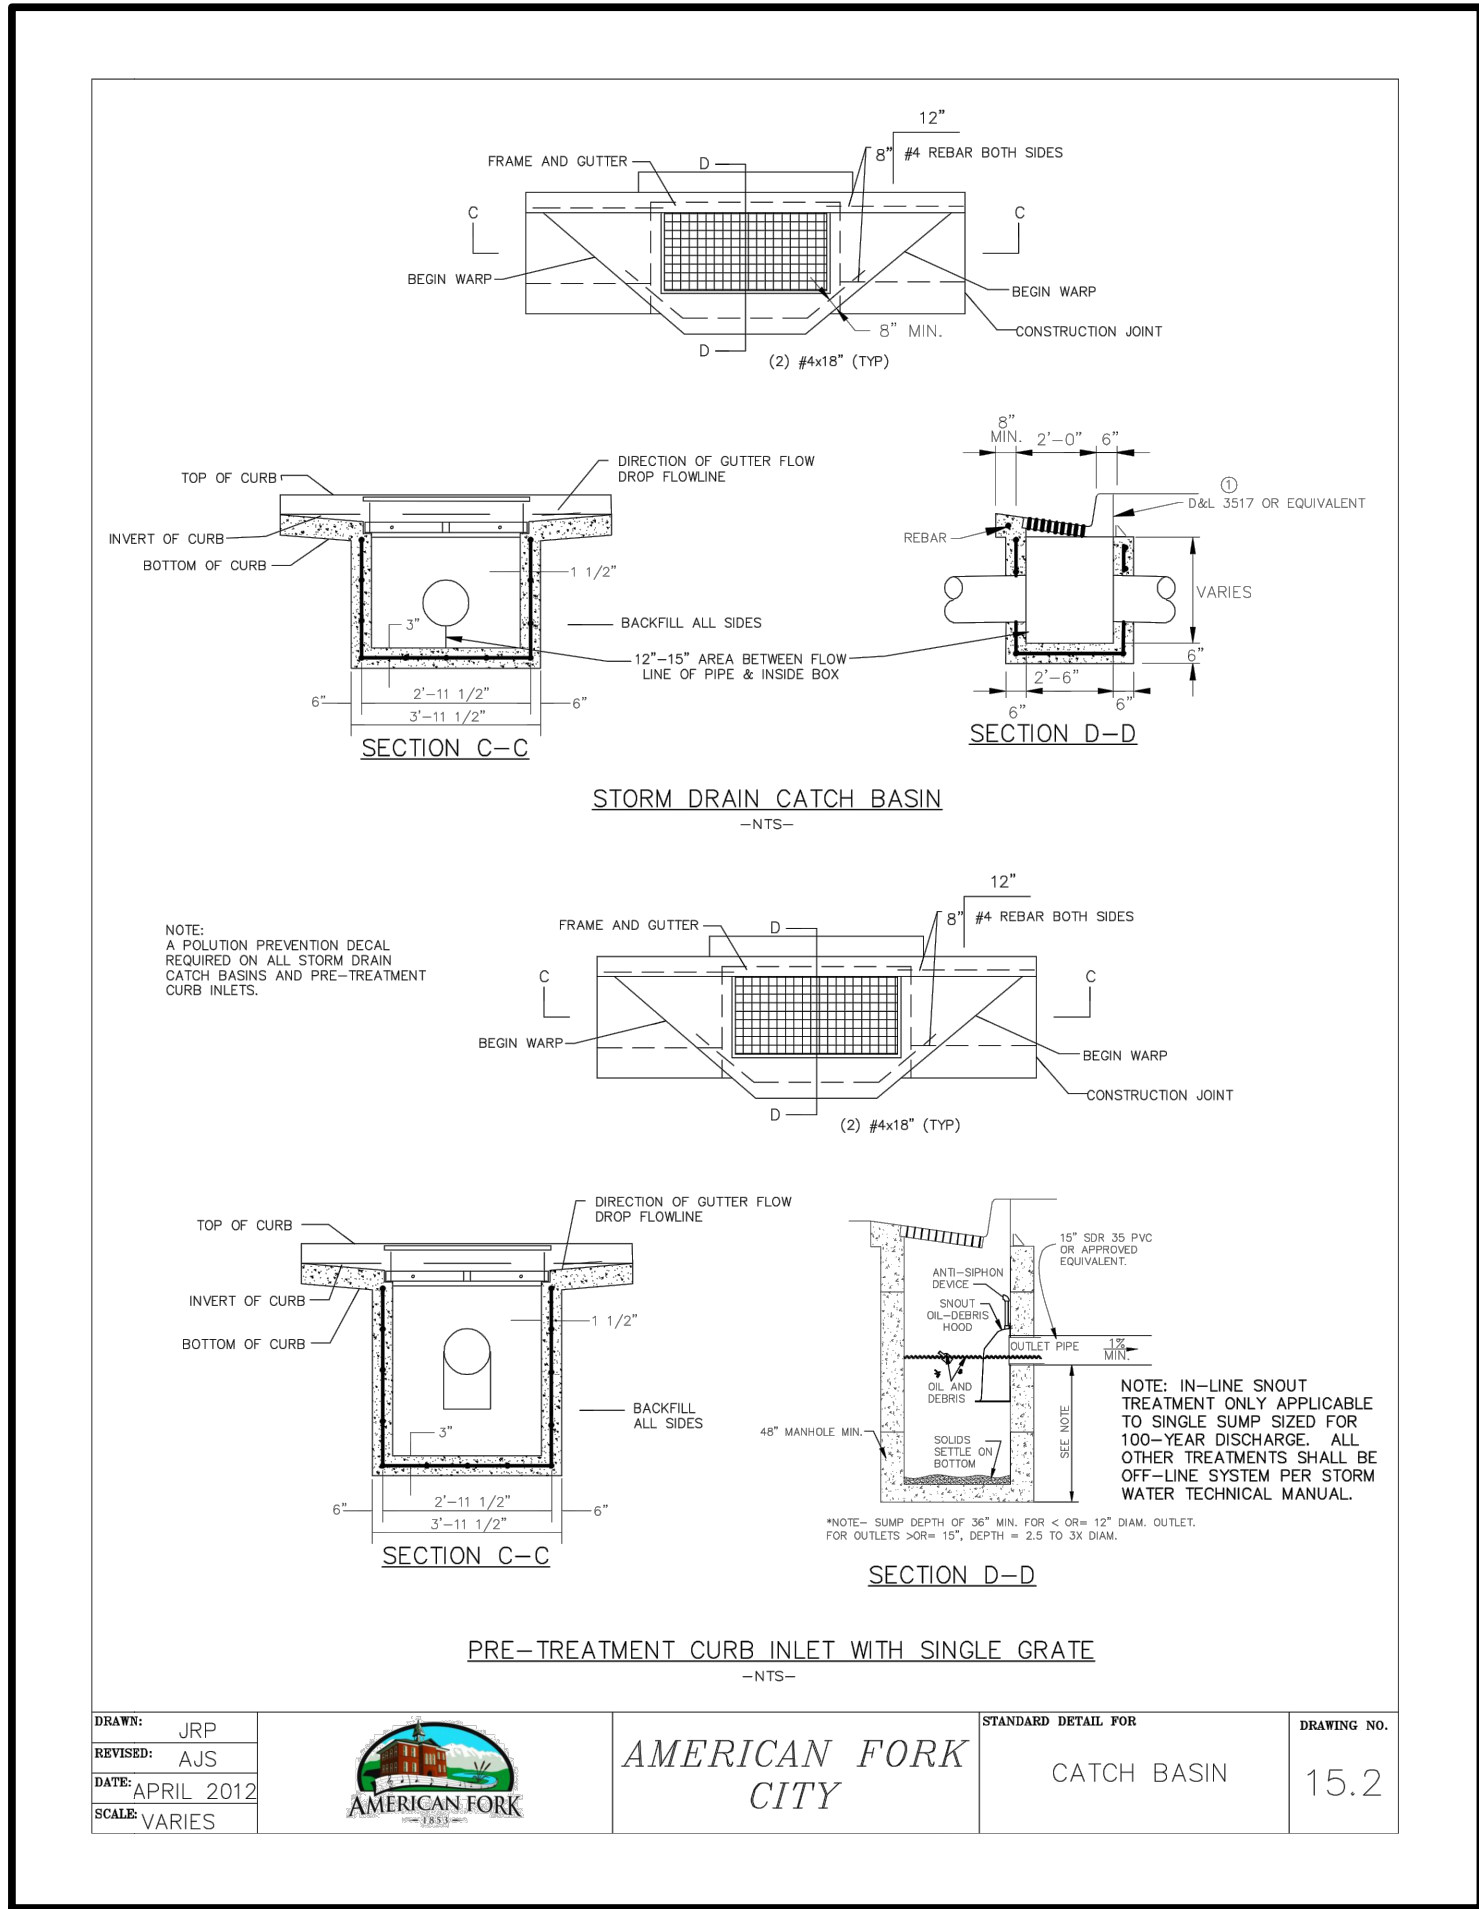 12"
8" #4 REBAR BOTH SIDES
FRAME AND GUTTER
D
C
C
BEGIN WARP
BEGIN WARP
8" MIN.
CONSTRUCTION JOINT
D
(2) #4x18" (TYP)
TOP OF CURB
DIRECTION OF GUTTER FLOW
DROP FLOWLINE
INVERT OF CURB
BOTTOM OF CURB
1 1/2"
3"
BACKFILL ALL SIDES
12"-15" AREA BETWEEN FLOW
LINE OF PIPE & INSIDE BOX
6"
2'-11 1/2"
6"
3'-11 1/2"
SECTION C-C
8"
MIN.
2'-0"
6"
1
D&L 3517 OR EQUIVALENT
REBAR
VARIES
6"
2'-6"
6"
6"
SECTION D-D
STORM DRAIN CATCH BASIN
-NTS-
NOTE:
A POLUTION PREVENTION DECAL
REQUIRED ON ALL STORM DRAIN
CATCH BASINS AND PRE-TREATMENT
CURB INLETS.
12"
8" #4 REBAR BOTH SIDES
FRAME AND GUTTER
D
C
C
BEGIN WARP
BEGIN WARP
CONSTRUCTION JOINT
D
(2) #4x18" (TYP)
TOP OF CURB
DIRECTION OF GUTTER FLOW
DROP FLOWLINE
INVERT OF CURB
BOTTOM OF CURB
1 1/2"
3"
BACKFILL
ALL SIDES
6"
2'-11 1/2"
6"
3'-11 1/2"
SECTION C-C
15" SDR 35 PVC
OR APPROVED
EQUIVALENT.
ANTI-SIPHON
DEVICE
SNOUT
OIL-DEBRIS
HOOD
OUTLET PIPE
1%
MIN.
OIL AND
DEBRIS
48" MANHOLE MIN.
SOLIDS
SETTLE ON
BOTTOM
SEE NOTE
NOTE: IN-LINE SNOUT
TREATMENT ONLY APPLICABLE
TO SINGLE SUMP SIZED FOR
100-YEAR DISCHARGE. ALL
OTHER TREATMENTS SHALL BE
OFF-LINE SYSTEM PER STORM
WATER TECHNICAL MANUAL.
*NOTE- SUMP DEPTH OF 36" MIN. FOR < OR= 12" DIAM. OUTLET.
FOR OUTLETS >OR= 15", DEPTH = 2.5 TO 3X DIAM.
SECTION D-D
PRE-TREATMENT CURB INLET WITH SINGLE GRATE
-NTS-
DRAWN: JRP
REVISED: AJS
DATE: APRIL 2012
SCALE: VARIES
AMERICAN FORK
1853
AMERICAN FORK
CITY
STANDARD DETAIL FOR
CATCH BASIN
DRAWING NO.
15.2